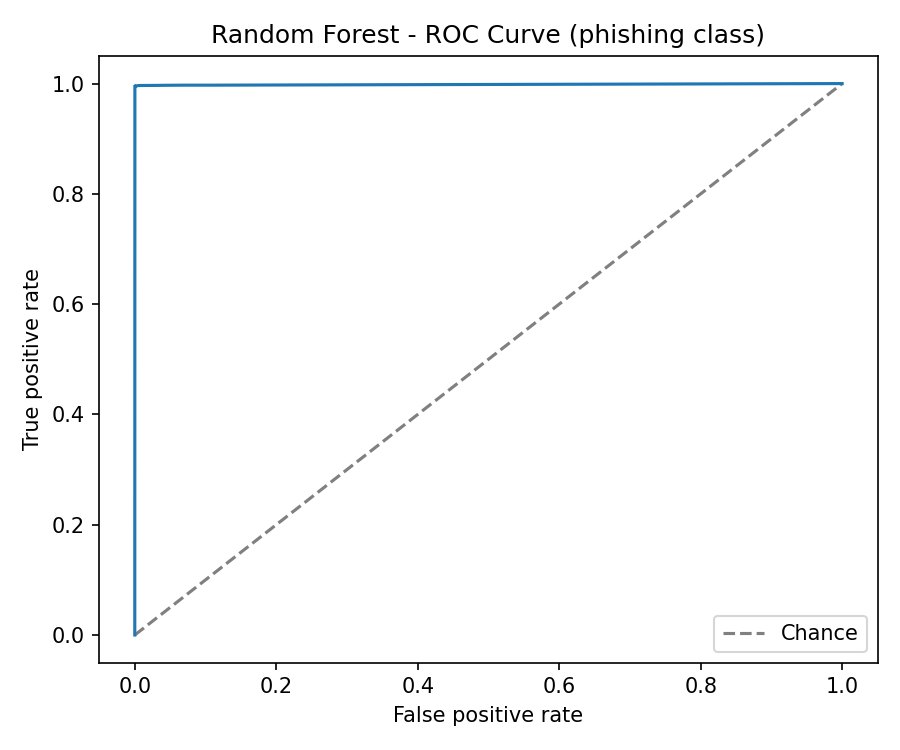 Random Forest - ROC Curve (phishing class)
True positive rate
1.0
0.8
0.6
0.4
0.2
0.0
Chance
0.0 0.2 0.4 0.6 0.8 1.0
False positive rate